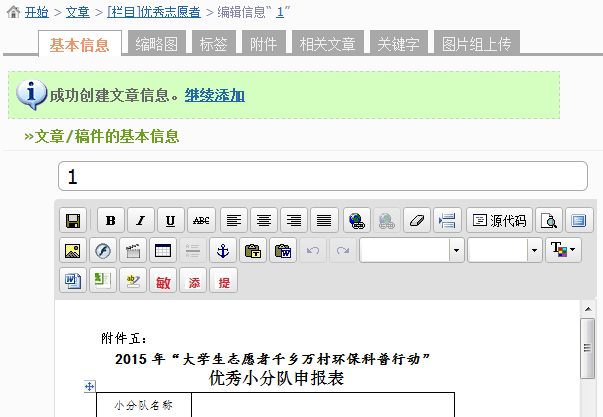 开始 > 文章 > [栏目]优秀志愿者 > 编辑信息“ 1”
基本信息 缩略图 标签 附件 相关文章 关键字 图片组上传
成功创建文章信息。继续添加
»文章/稿件的基本信息
1
B I U ABC 源代码
T W T
W 敏 添 提
附件五：
2015 年“大学生志愿者千乡万村环保科普行动”
优秀小分队申报表
小分队名称